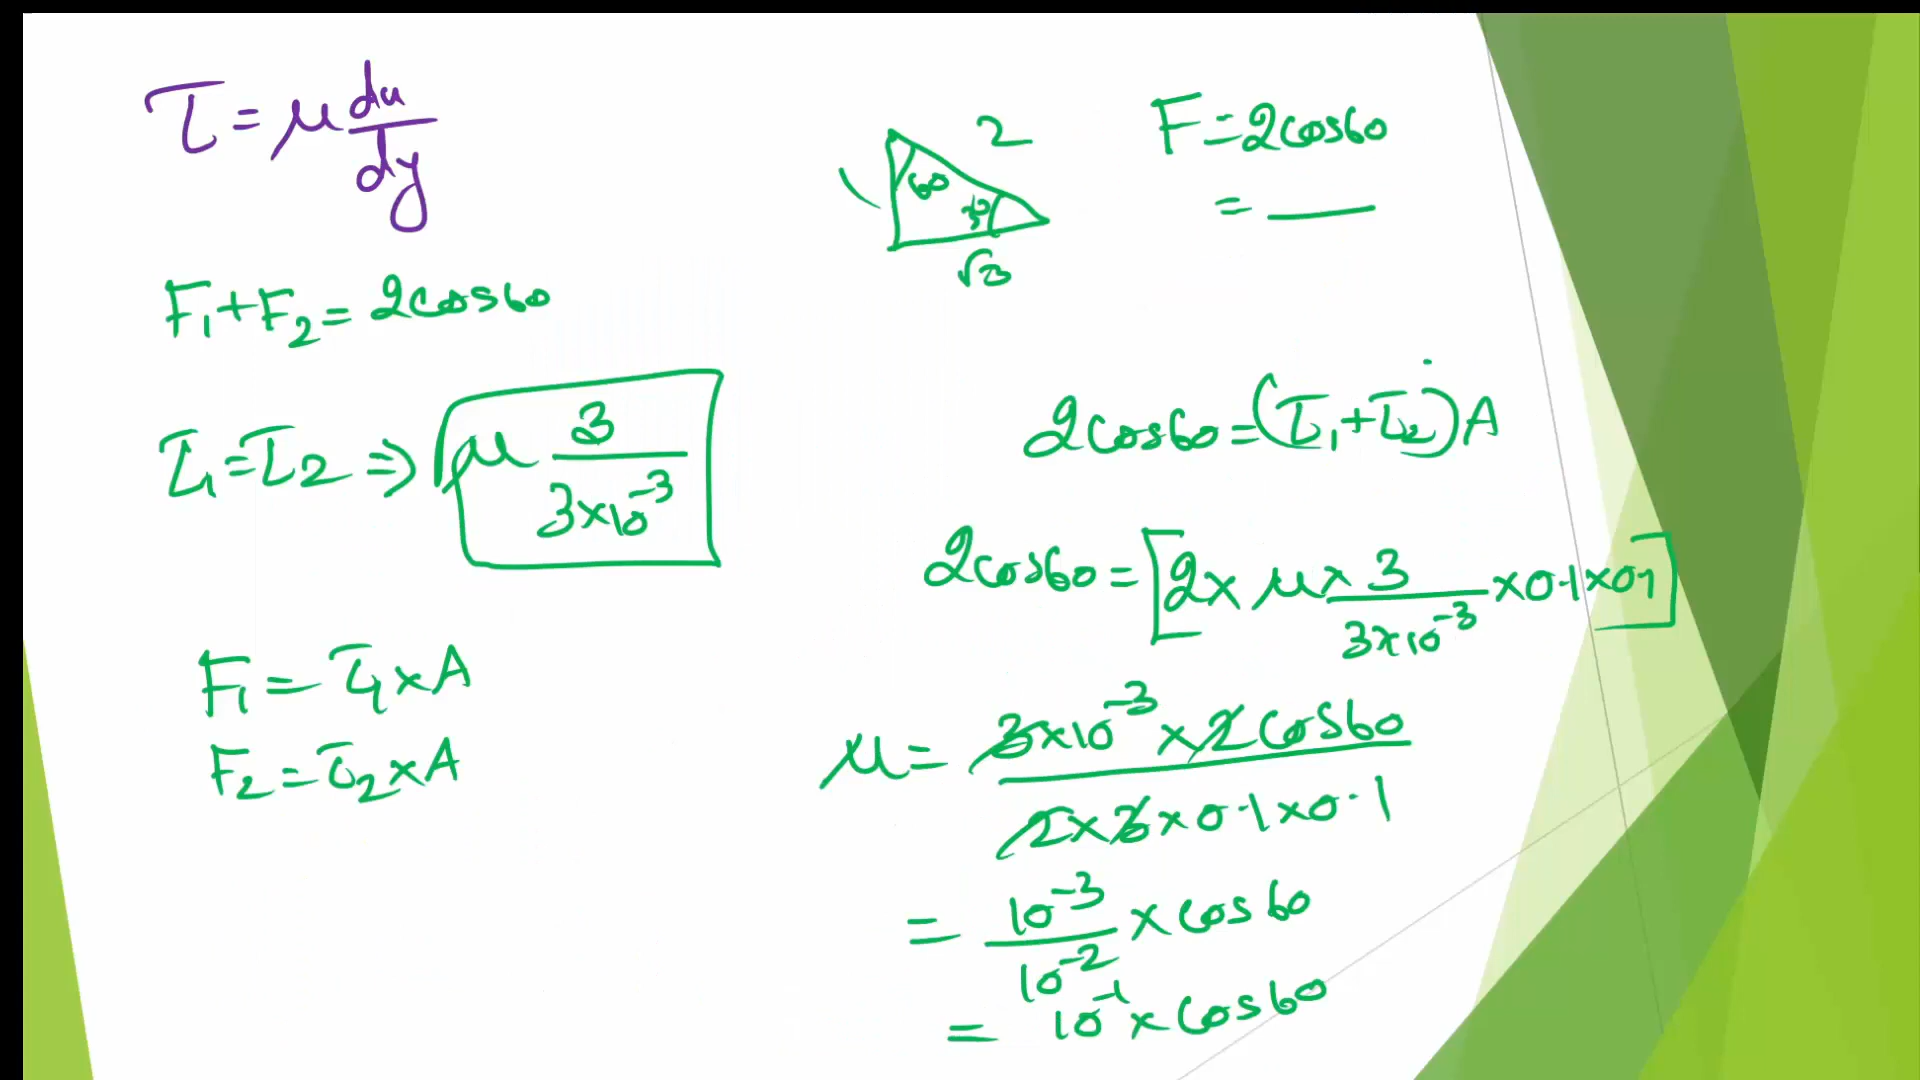 τ = μ du/dy
F₁+F₂ = 2cos60
τ₁=τ₂ ⇒ μ 3/3×10⁻³
F₁ = τ₁×A
F₂ = τ₂×A
2
60
30
√3
F = 2cos60
=
2cos60 = (τ₁+τ₂)A
2cos60 = [2× μ× 3/3×10⁻³ ×0.1×0.1]
μ = 3×10⁻³ ×2cos60/2×3×0.1×0.1
= 10⁻³/10⁻² × cos60
= 10⁻¹ × cos60